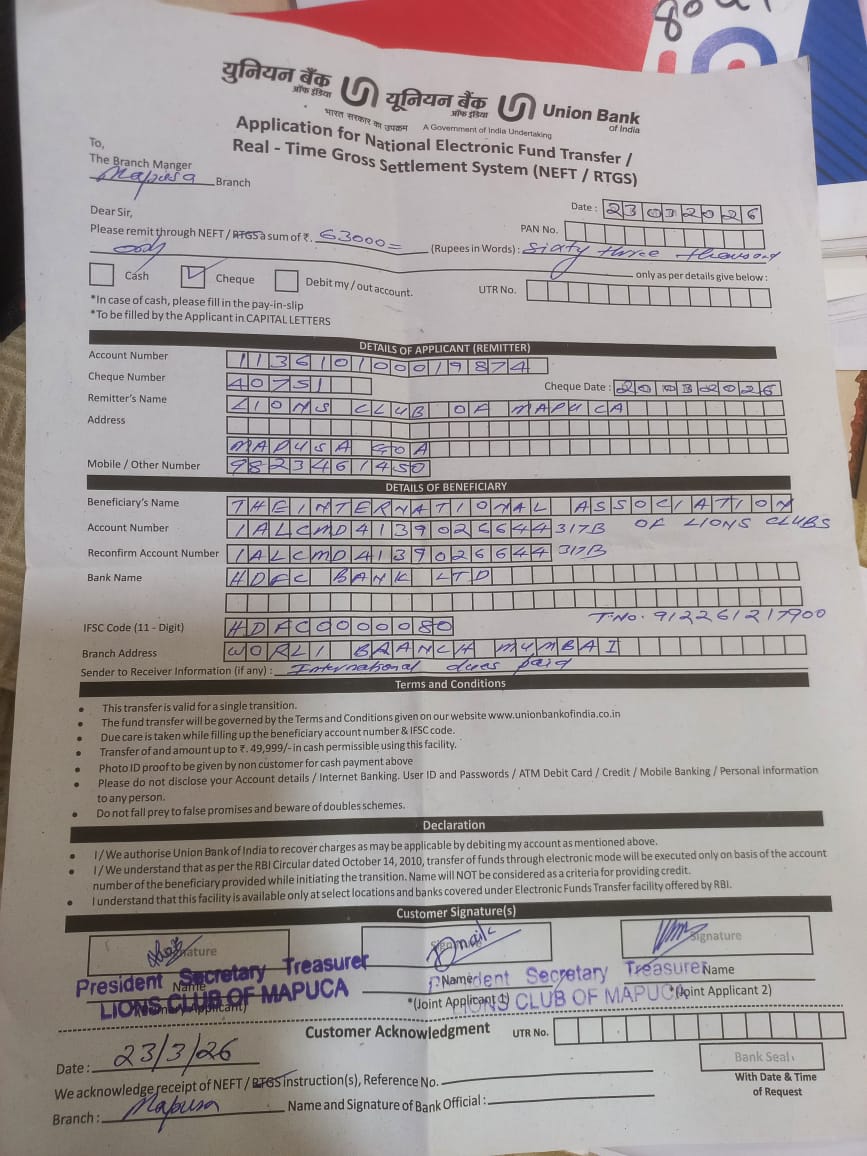 8041
युनियन बैंक ऑफ इंडिया यूनियन बैंक ऑफ इंडिया Union Bank of India
भारत सरकार का उपक्रम A Government of India Undertaking
Application for National Electronic Fund Transfer /
Real - Time Gross Settlement System (NEFT / RTGS)
To,
The Branch Manger
Mapusa Branch
Date : 23032026
Dear Sir,
PAN No.
Please remit through NEFT / RTGS a sum of ₹. 63000= (Rupees in Words) : Sixty three thousand
only only as per details give below :
Cash Cheque Debit my / out account. UTR No.
*In case of cash, please fill in the pay-in-slip
*To be filled by the Applicant in CAPITAL LETTERS
DETAILS OF APPLICANT (REMITTER)
Account Number 113610100019874
Cheque Number 40751 Cheque Date : 20032026
Remitter's Name LIONS CLUB OF MAPUCA
Address
MAPUSA GOA
Mobile / Other Number 9823461450
DETAILS OF BENEFICIARY
Beneficiary's Name THE INTERNATIONAL ASSOCIATION
OF LIONS CLUBS
Account Number IALCMD4139026644 317B
Reconfirm Account Number IALCMD4139026644 317B
Bank Name HDFC BANK LTD
T.No. 912261217900
IFSC Code (11 - Digit) HDFC0000080
Branch Address WORLI BRANCH MUMBAI
Sender to Receiver Information (if any) : International dues paid
Terms and Conditions
• This transfer is valid for a single transition.
• The fund transfer will be governed by the Terms and Conditions given on our website www.unionbankofindia.co.in
• Due care is taken while filling up the beneficiary account number & IFSC code.
• Transfer of and amount up to ₹. 49,999/- in cash permissible using this facility.
• Photo ID proof to be given by non customer for cash payment above
• Please do not disclose your Account details / Internet Banking. User ID and Passwords / ATM Debit Card / Credit / Mobile Banking / Personal information
to any person.
• Do not fall prey to false promises and beware of doubles schemes.
Declaration
• I / We authorise Union Bank of India to recover charges as may be applicable by debiting my account as mentioned above.
• I / We understand that as per the RBI Circular dated October 14, 2010, transfer of funds through electronic mode will be executed only on basis of the account
number of the beneficiary provided while initiating the transition. Name will NOT be considered as a criteria for providing credit.
• I understand that this facility is available only at select locations and banks covered under Electronic Funds Transfer facility offered by RBI.
Customer Signature(s)
Signature
President Secretary Treasurer President Secretary Treasurer
Name Name Name
LIONS CLUB OF MAPUCA LIONS CLUB OF MAPUCA
*(Joint Applicant 1) *(Joint Applicant 2)
Customer Acknowledgment UTR No.
Date : 23/3/26
Bank Seal
We acknowledge receipt of NEFT / RTGS instruction(s), Reference No.
With Date & Time
of Request
Branch : Mapusa Name and Signature of Bank Official :